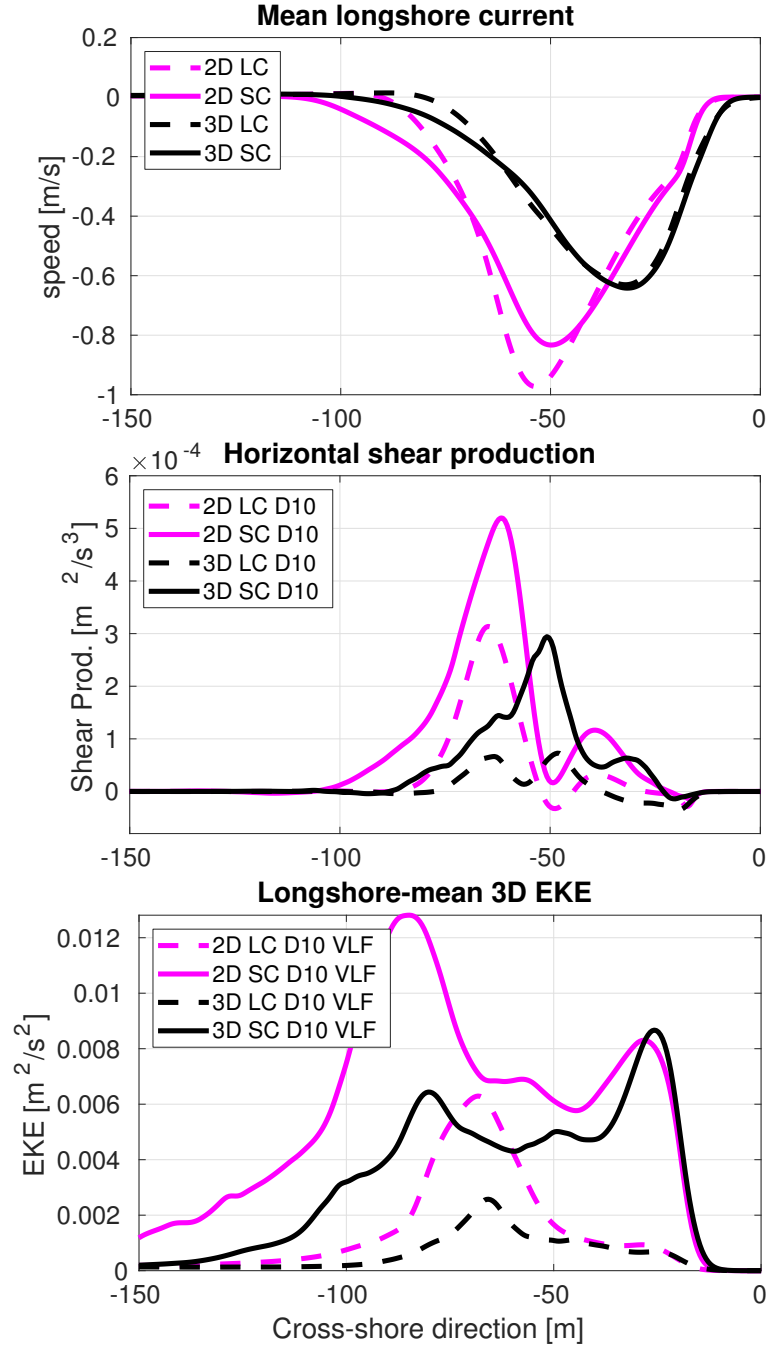 Mean longshore current
0.2
0
-0.2
-0.4
-0.6
-0.8
-1
speed [m/s]
2D LC
2D SC
3D LC
3D SC
-150
-100
-50
0
×10^-4
Horizontal shear production
6
5
4
3
2
1
0
Shear Prod. [m ^2/s^3]
2D LC D10
2D SC D10
3D LC D10
3D SC D10
-150
-100
-50
0
Longshore-mean 3D EKE
0.012
0.01
0.008
0.006
0.004
0.002
0
EKE [m^2/s^2]
2D LC D10 VLF
2D SC D10 VLF
3D LC D10 VLF
3D SC D10 VLF
-150
-100
-50
0
Cross-shore direction [m]